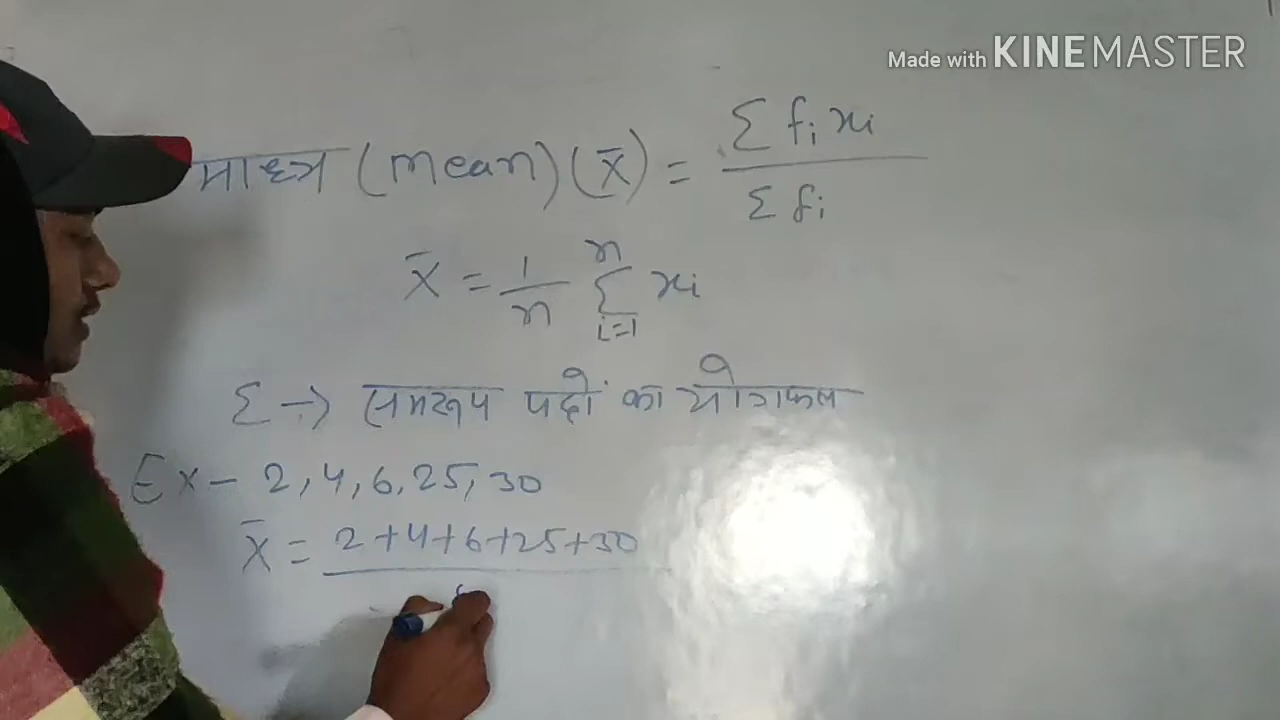 Made with KINEMASTER
माध्य (mean) (x̄) = Σ fi xi / Σ fi
x̄ = 1/n Σ i=1 n xi
Σ → समरूप पदों का योगफल
Ex - 2, 4, 6, 25, 30
x̄ = 2+4+6+25+30